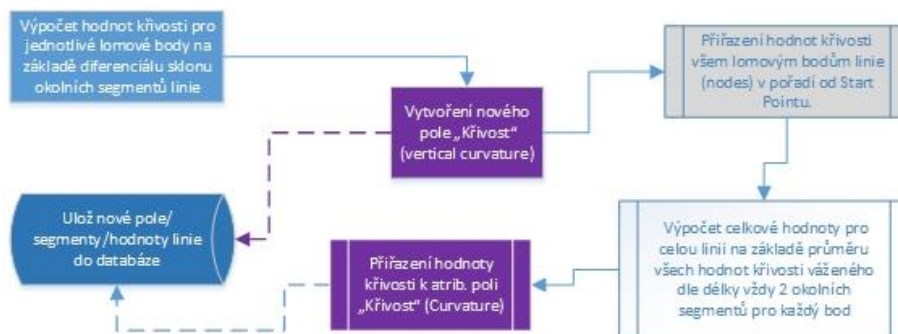 Výpočet hodnot křivosti pro
jednotlivé lomové body na
základě diferenciálu sklonu
okolních segmentů linie
Vytvoření nového
pole „Křivost“
(vertical curvature)
Přiřazení hodnot křivosti
všem lomovým bodům linie
(nodes) v pořadí od Start
Pointu.
Výpočet celkové hodnoty pro
celou linii na základě průměru
všech hodnot křivosti váženého
dle délky vždy 2 okolních
segmentů pro každý bod
Přiřazení hodnoty
křivosti k atrib. poli
„Křivost“ (Curvature)
Ulož nové pole/
segmenty/hodnoty linie
do databáze